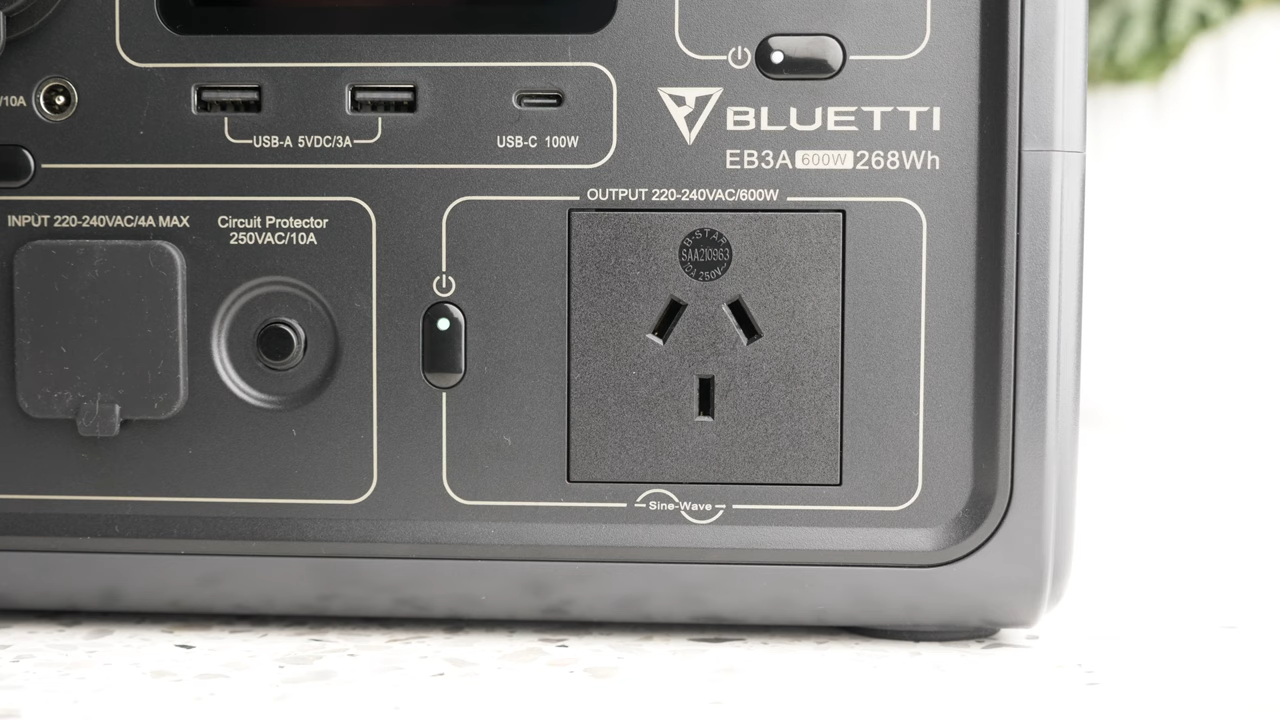 /10A
USB-A 5VDC/3A
USB-C 100W
BLUETTI
EB3A 600W 268Wh
INPUT 220-240VAC/4A MAX
Circuit Protector
250VAC/10A
OUTPUT 220-240VAC/600W
B-STAR
SAA210963
10A 250V~
Sine-Wave